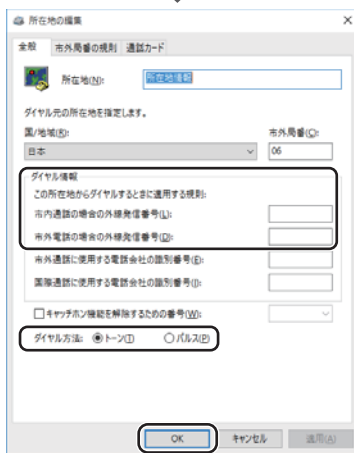 所在地の編集
全般 市外局番の規則 通話カード
所在地(N): 所在地情報
ダイヤル元の所在地を指定します。
国/地域(R): 市外局番(C):
日本 06
ダイヤル情報
この所在地からダイヤルするときに適用する規則:
市内通話の場合の外線発信番号(L):
市外電話の場合の外線発信番号(D):
市外通話に使用する電話会社の識別番号(E):
国際通話に使用する電話会社の識別番号(I):
キャッチホン機能を解除するための番号(W):
ダイヤル方法: トーン(T) パルス(P)
OK キャンセル 適用(A)